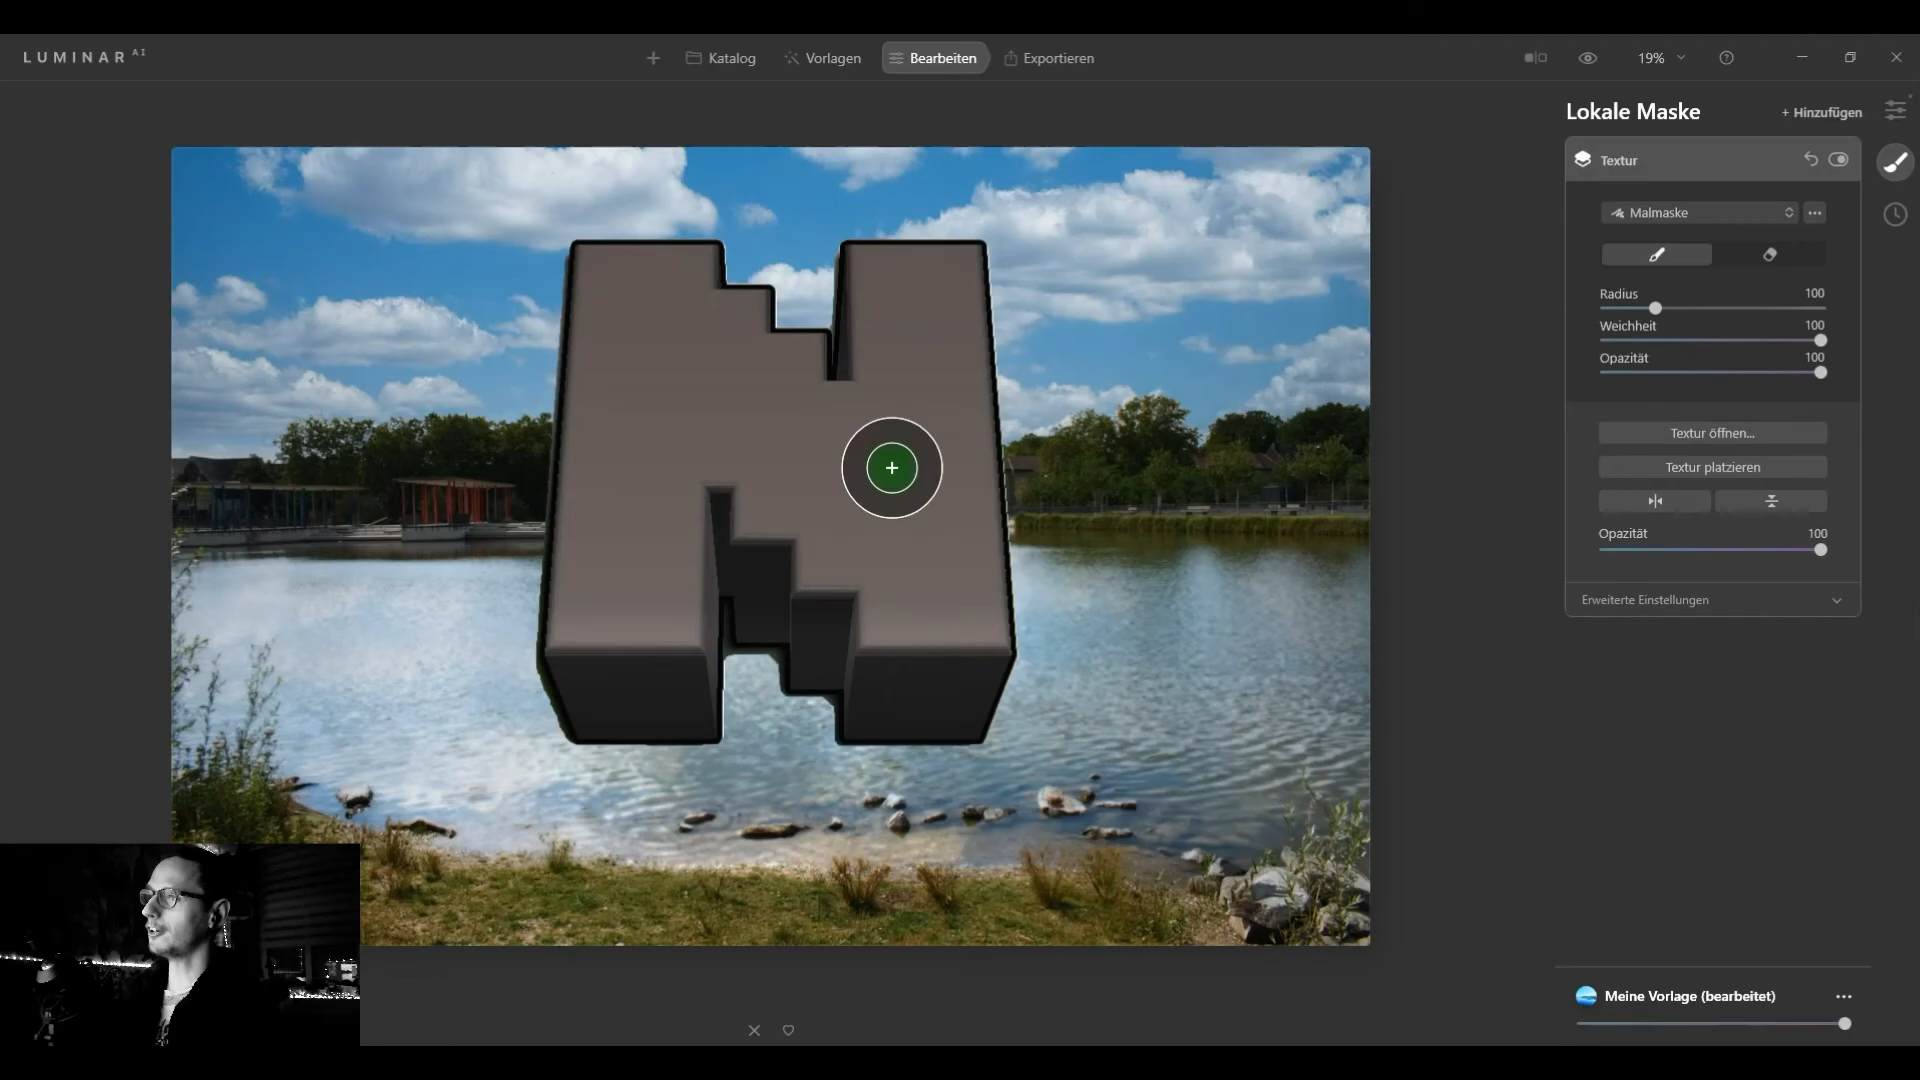 LUMINAR AI
Katalog
Vorlagen
Bearbeiten
Exportieren
19%
Lokale Maske
+ Hinzufügen
Textur
Malmaske
Radius 100
Weichheit 100
Opazität 100
Textur öffnen...
Textur platzieren
Opazität 100
Erweiterte Einstellungen
Meine Vorlage (bearbeitet)
N